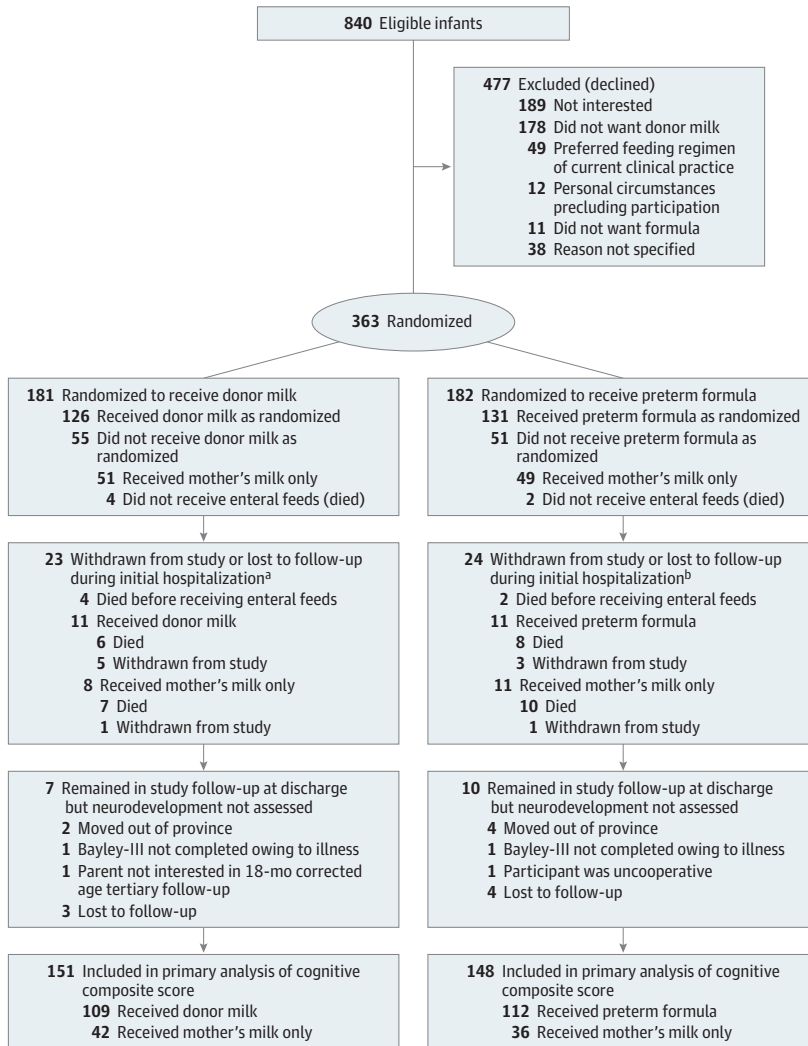 840 Eligible infants
477 Excluded (declined)
189 Not interested
178 Did not want donor milk
49 Preferred feeding regimen
of current clinical practice
12 Personal circumstances
precluding participation
11 Did not want formula
38 Reason not specified
363 Randomized
181 Randomized to receive donor milk
126 Received donor milk as randomized
55 Did not receive donor milk as
randomized
51 Received mother's milk only
4 Did not receive enteral feeds (died)
182 Randomized to receive preterm formula
131 Received preterm formula as randomized
51 Did not receive preterm formula as
randomized
49 Received mother's milk only
2 Did not receive enteral feeds (died)
23 Withdrawn from study or lost to follow-up
during initial hospitalizationa
4 Died before receiving enteral feeds
11 Received donor milk
6 Died
5 Withdrawn from study
8 Received mother's milk only
7 Died
1 Withdrawn from study
24 Withdrawn from study or lost to follow-up
during initial hospitalizationb
2 Died before receiving enteral feeds
11 Received preterm formula
8 Died
3 Withdrawn from study
11 Received mother's milk only
10 Died
1 Withdrawn from study
7 Remained in study follow-up at discharge
but neurodevelopment not assessed
2 Moved out of province
1 Bayley-III not completed owing to illness
1 Parent not interested in 18-mo corrected
age tertiary follow-up
3 Lost to follow-up
10 Remained in study follow-up at discharge
but neurodevelopment not assessed
4 Moved out of province
1 Bayley-III not completed owing to illness
1 Participant was uncooperative
4 Lost to follow-up
151 Included in primary analysis of cognitive
composite score
109 Received donor milk
42 Received mother's milk only
148 Included in primary analysis of cognitive
composite score
112 Received preterm formula
36 Received mother's milk only